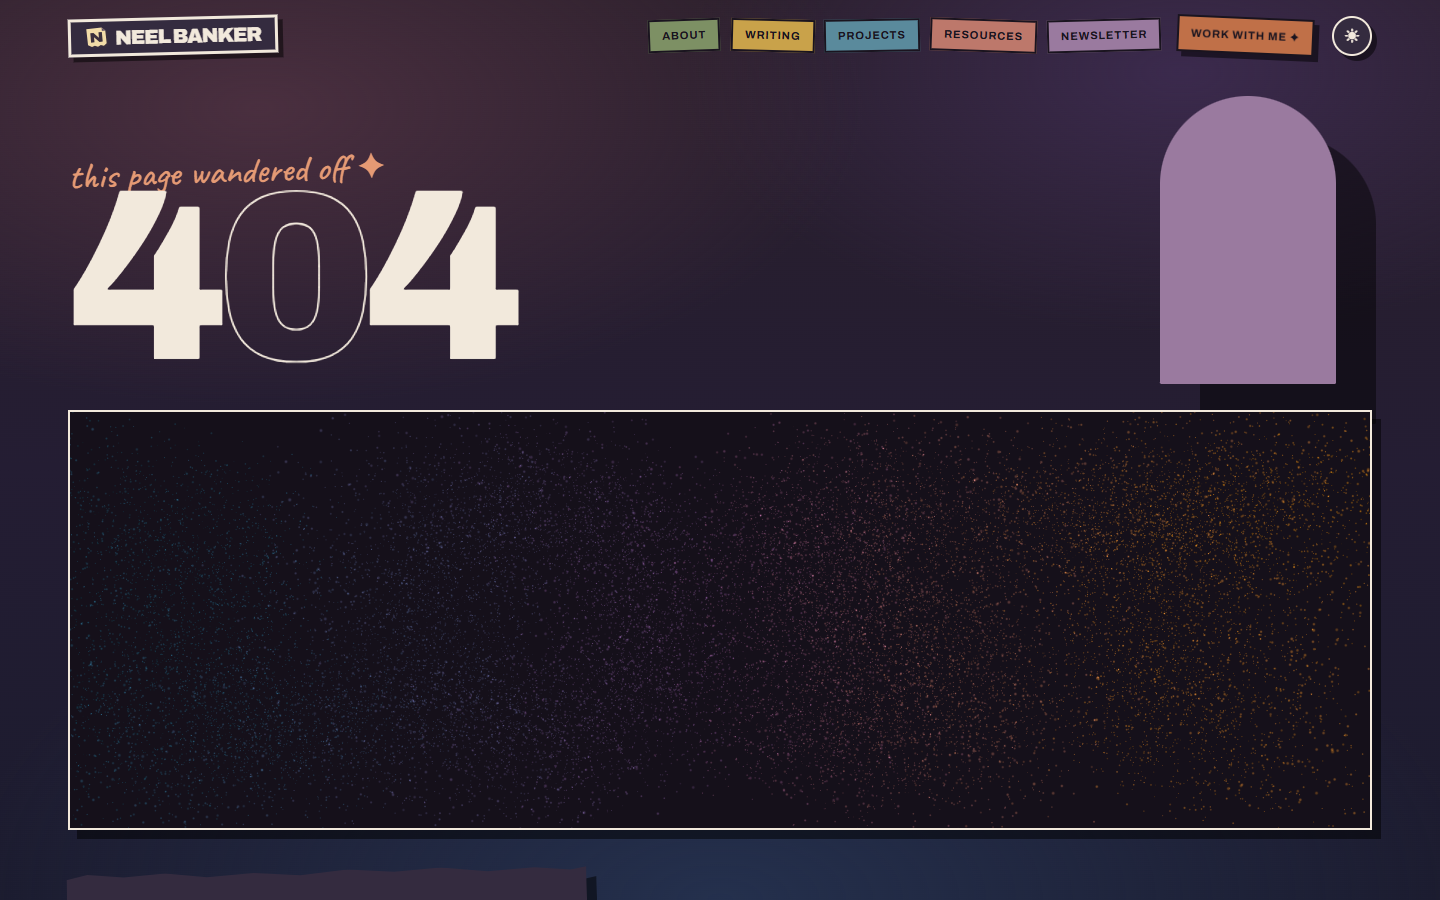 N NEEL BANKER
ABOUT
WRITING
PROJECTS
RESOURCES
NEWSLETTER
WORK WITH ME ✦
this page wandered off
404